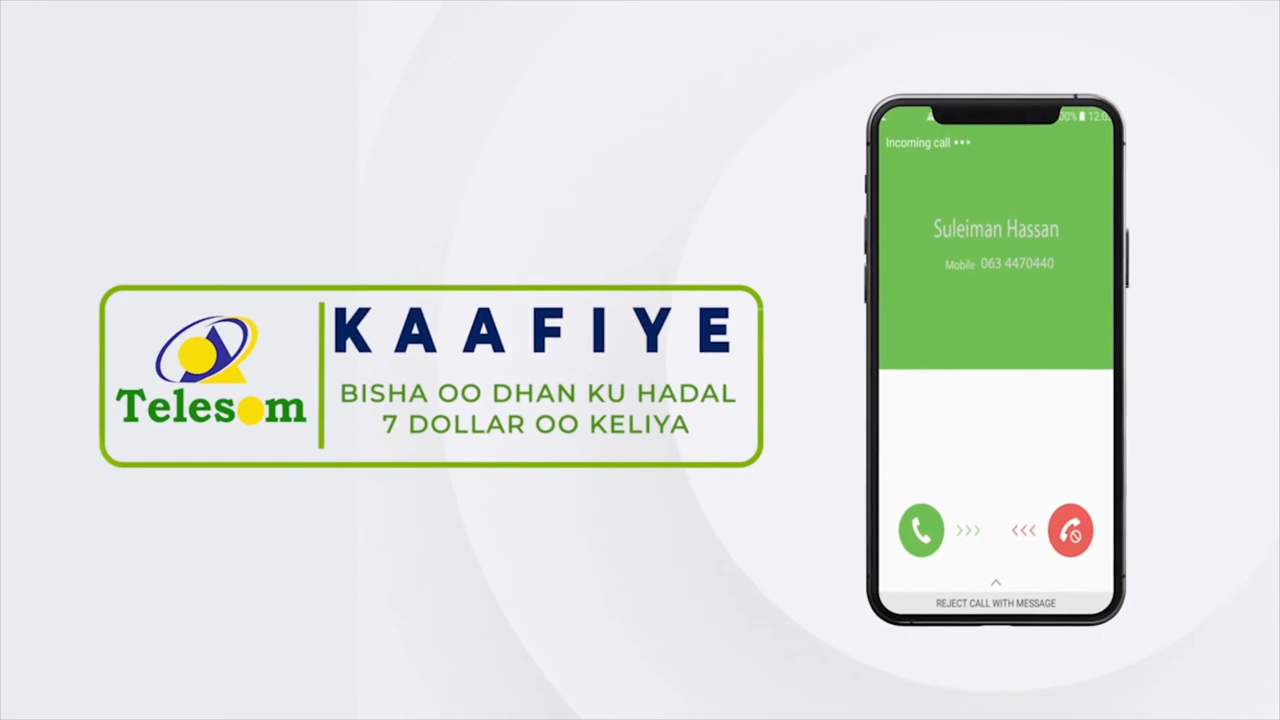 Telesom
KAAFIYE
BISHA OO DHAN KU HADAL
7 DOLLAR OO KELIYA
Incoming call •••
Suleiman Hassan
Mobile 063 4470440
REJECT CALL WITH MESSAGE